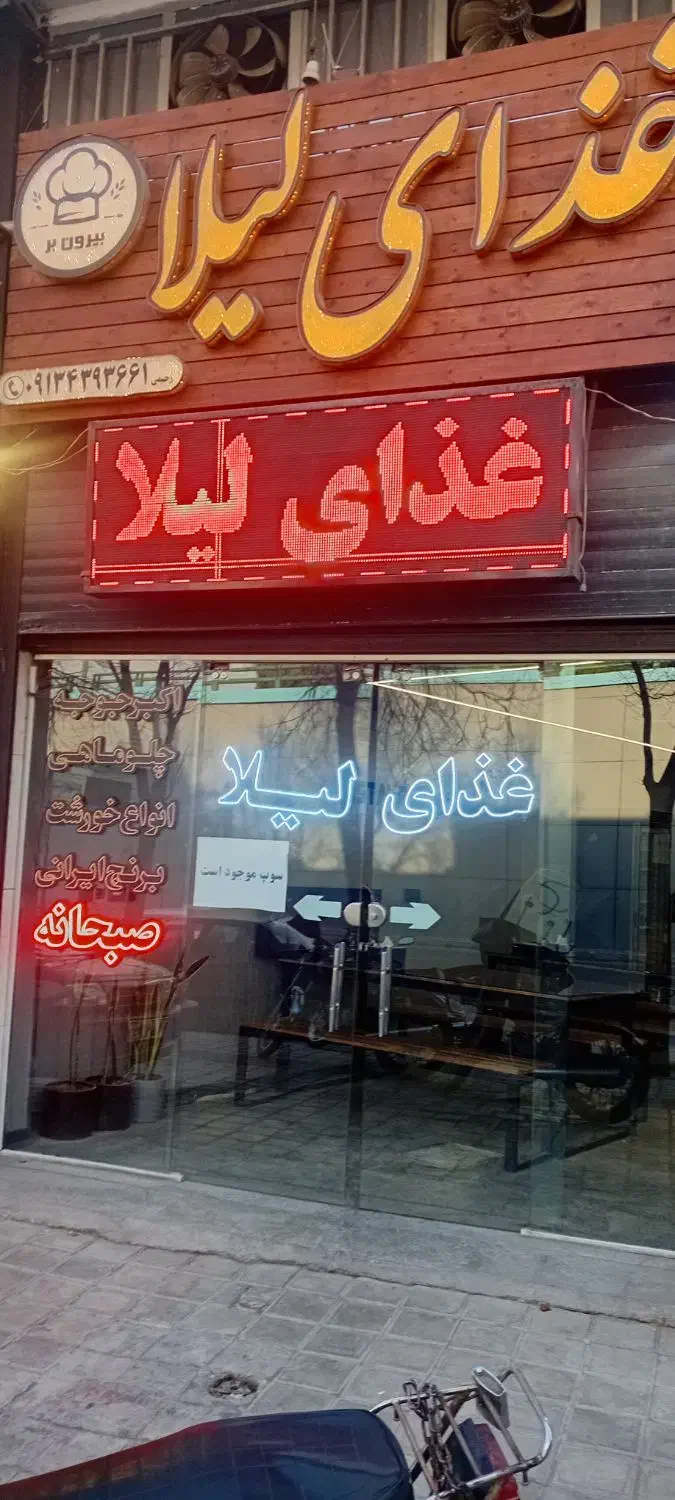 غذای لیلا
بیرون بر
۰۹۱۳۴۳۹۳۶۶۱ رحیمی
غذای لیلا
غذای لیلا
اکبرجوجه
چلوماهی
انواع خورشت
برنج ایرانی
صبحانه
سوپ موجود است